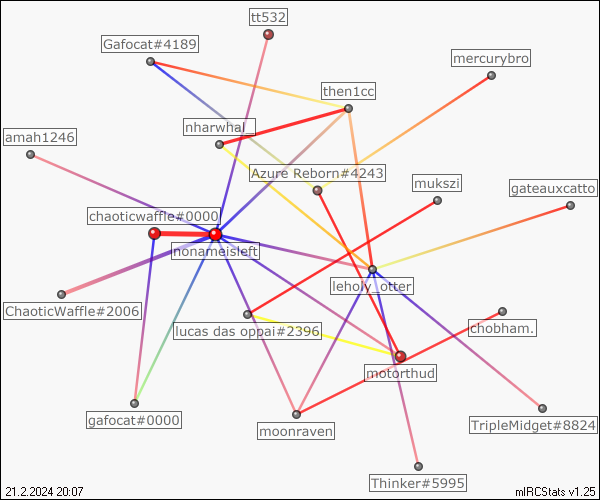 tt532
Gafocat#4189
mercurybro
then1cc
nharwhal_
amah1246
Azure Reborn#4243
mukszi
gateauxcatto
chaoticwaffle#0000
nonameisleft
leholy_otter
ChaoticWaffle#2006
lucas das oppai#2396
chobham.
motorthud
gafocat#0000
moonraven
TripleMidget#8824
Thinker#5995
21.2.2024 20:07
mIRCStats v1.25